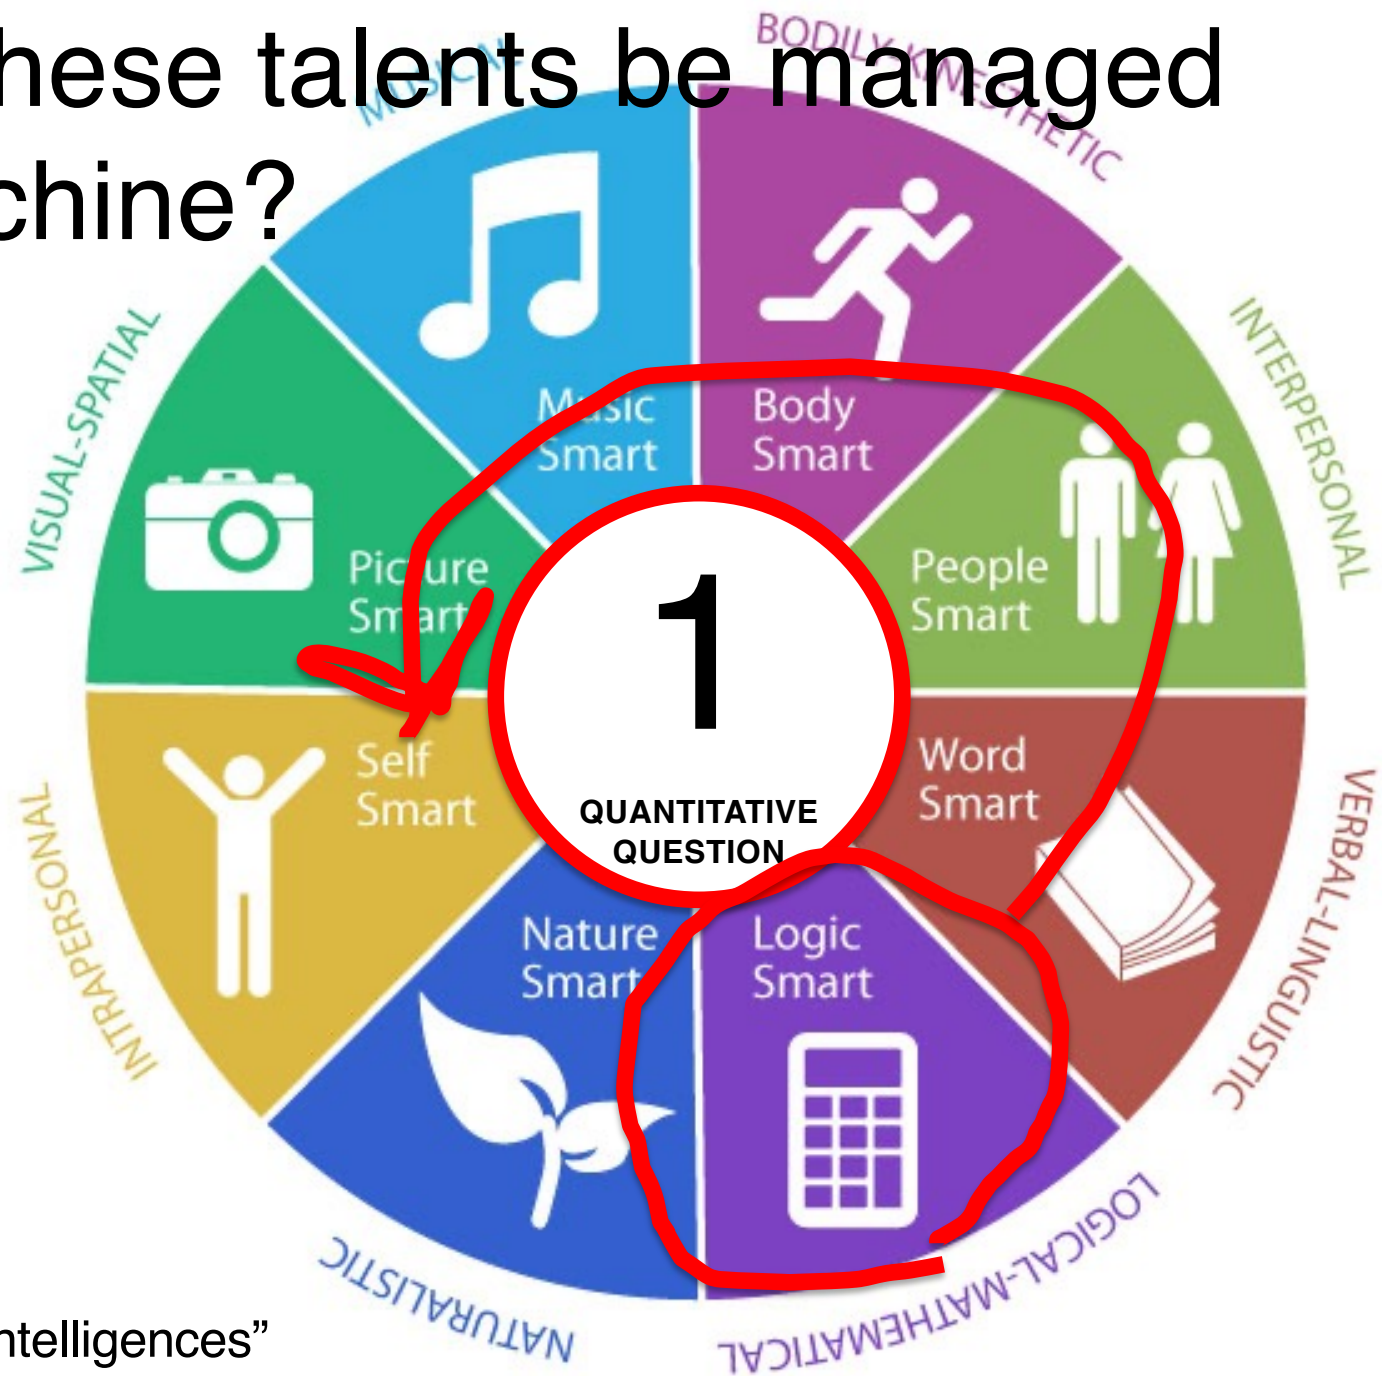 hese talents be managed
chine?
MUSICAL
BODILY-KINESTHETIC
VISUAL-SPATIAL
INTERPERSONAL
Music
Smart
Body
Smart
Picture
Smart
People
Smart
1
QUANTITATIVE
QUESTION
Self
Smart
Word
Smart
INTRAPERSONAL
VERBAL-LINGUISTIC
Nature
Smart
Logic
Smart
NATURALISTIC
LOGICAL-MATHEMATICAL
ntelligences”